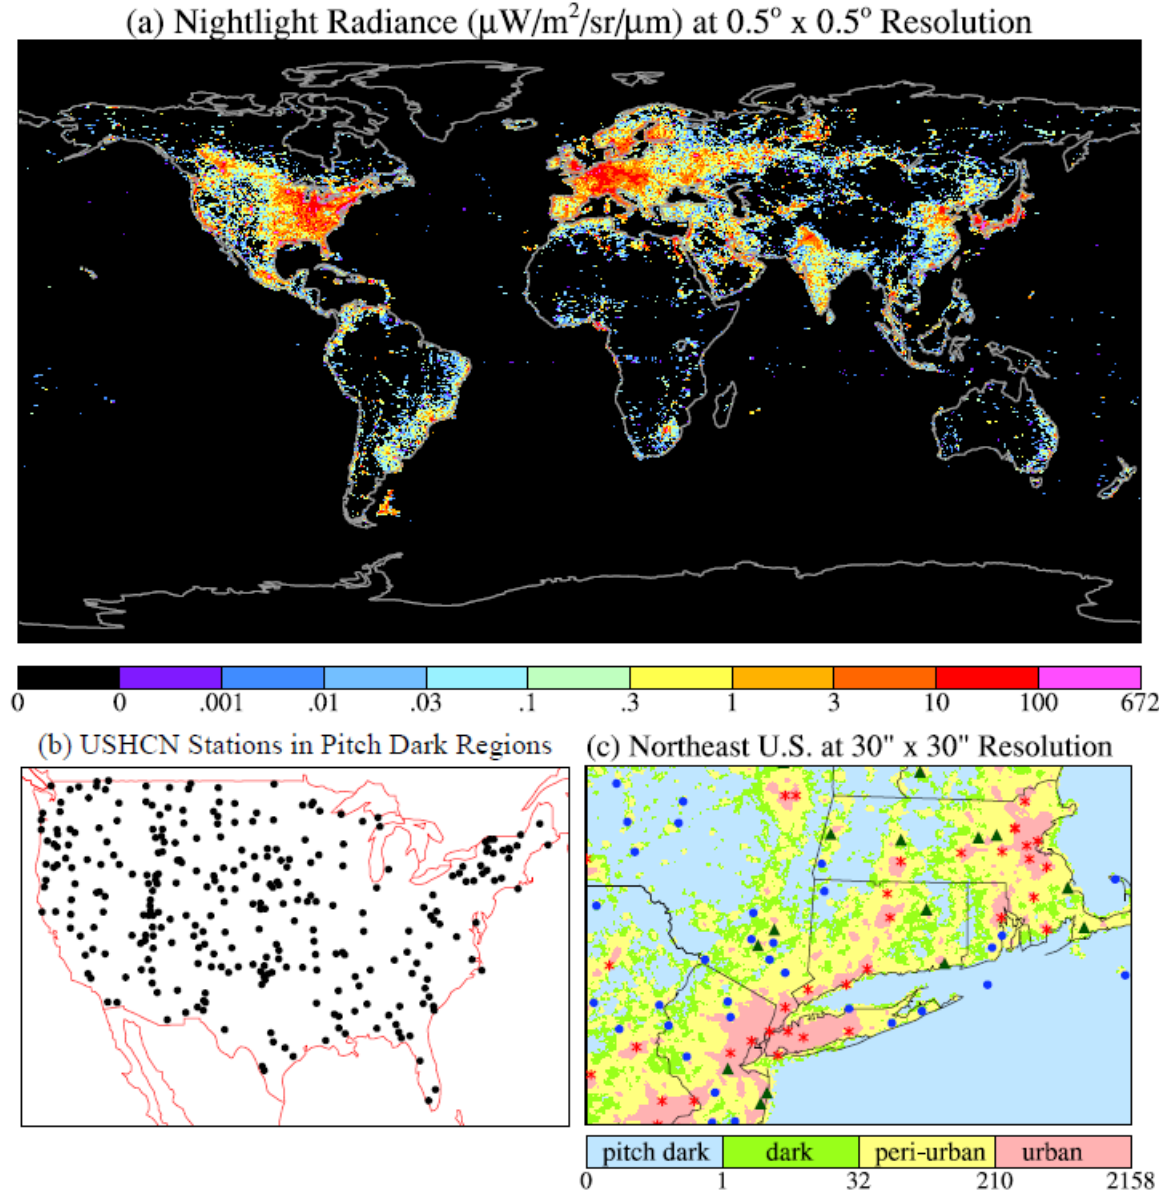 (a) Nightlight Radiance (μW/m²/sr/μm) at 0.5° x 0.5° Resolution
0 0 .001 .01 .03 .1 .3 1 3 10 100 672
(b) USHCN Stations in Pitch Dark Regions
(c) Northeast U.S. at 30" x 30" Resolution
pitch dark dark peri-urban urban
0 1 32 210 2158